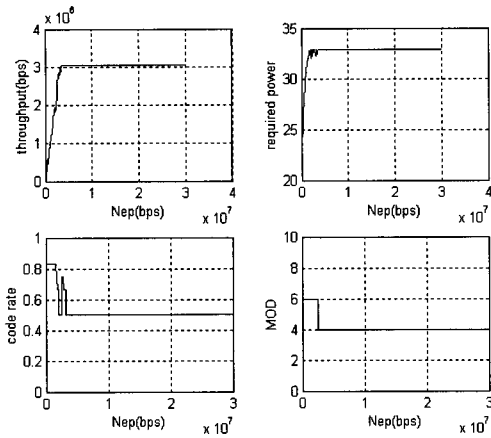 x 10^6
4
3
2
1
0
throughput(bps)
0 1 2 3 4
Nep(bps)
x 10^7
35
30
25
20
required power
0 1 2 3 4
Nep(bps)
x 10^7
1
0.8
0.6
0.4
0.2
0
code rate
0 1 2 3
Nep(bps)
x 10^7
10
8
6
4
2
0
MOD
0 1 2 3
Nep(bps)
x 10^7